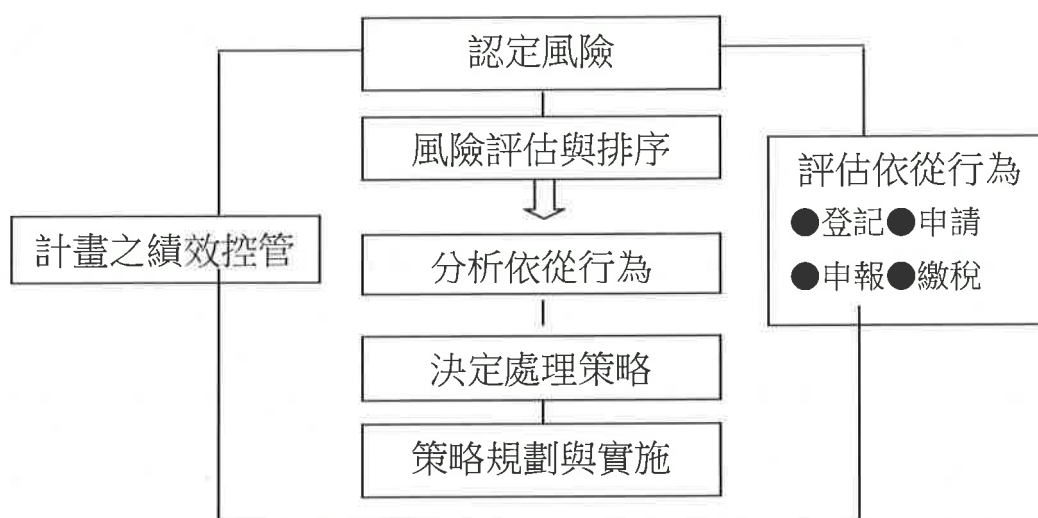 認定風險
風險評估與排序
評估依從行為
●登記●申請
●申報●繳稅
計畫之績效控管
分析依從行為
決定處理策略
策略規劃與實施